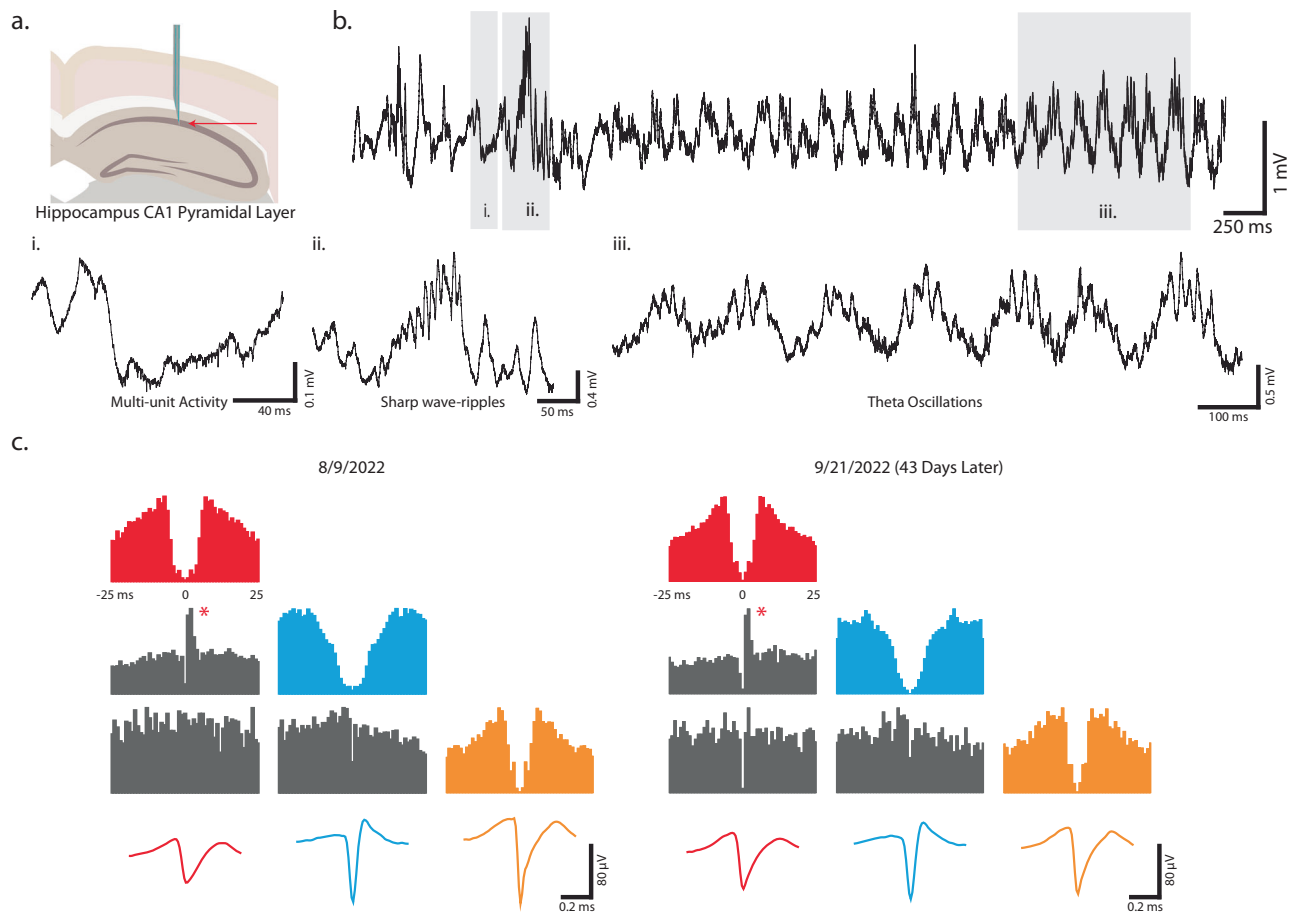 a.
Hippocampus CA1 Pyramidal Layer
b.
i.
ii.
iii.
1 mV
250 ms
i.
Multi-unit Activity
40 ms
0.1 mV
ii.
Sharp wave-ripples
50 ms
0.4 mV
iii.
Theta Oscillations
100 ms
0.5 mV
c.
8/9/2022
-25 ms 0 25
*
80 μV
0.2 ms
9/21/2022 (43 Days Later)
-25 ms 0 25
*
80 μV
0.2 ms